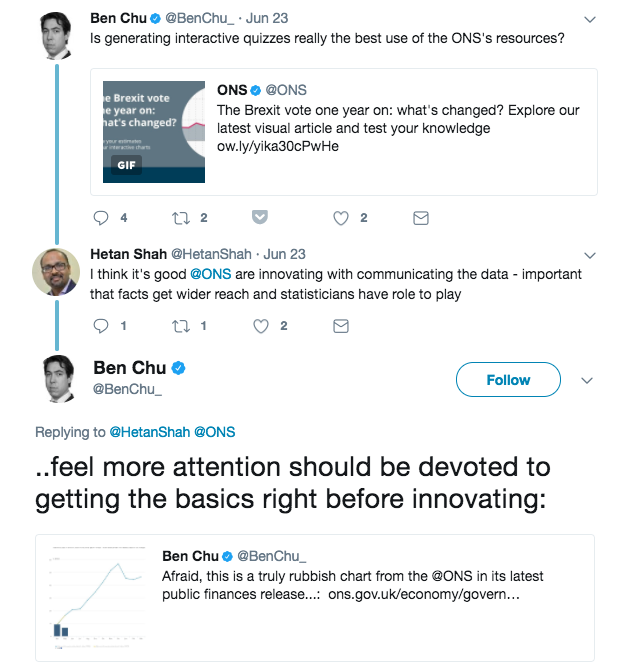 Ben Chu @BenChu_ · Jun 23
Is generating interactive quizzes really the best use of the ONS's resources?
e Brexit vote
e year on:
hat's changed?
GIF
ONS @ONS
The Brexit vote one year on: what's changed? Explore our
latest visual article and test your knowledge
ow.ly/yika30cPwHe
4 2 2
Hetan Shah @HetanShah · Jun 23
I think it's good @ONS are innovating with communicating the data - important
that facts get wider reach and statisticians have role to play
1 1 2
Ben Chu
@BenChu_
Follow
Replying to @HetanShah @ONS
..feel more attention should be devoted to
getting the basics right before innovating:
Ben Chu @BenChu_
Afraid, this is a truly rubbish chart from the @ONS in its latest
public finances release...: ons.gov.uk/economy/govern…